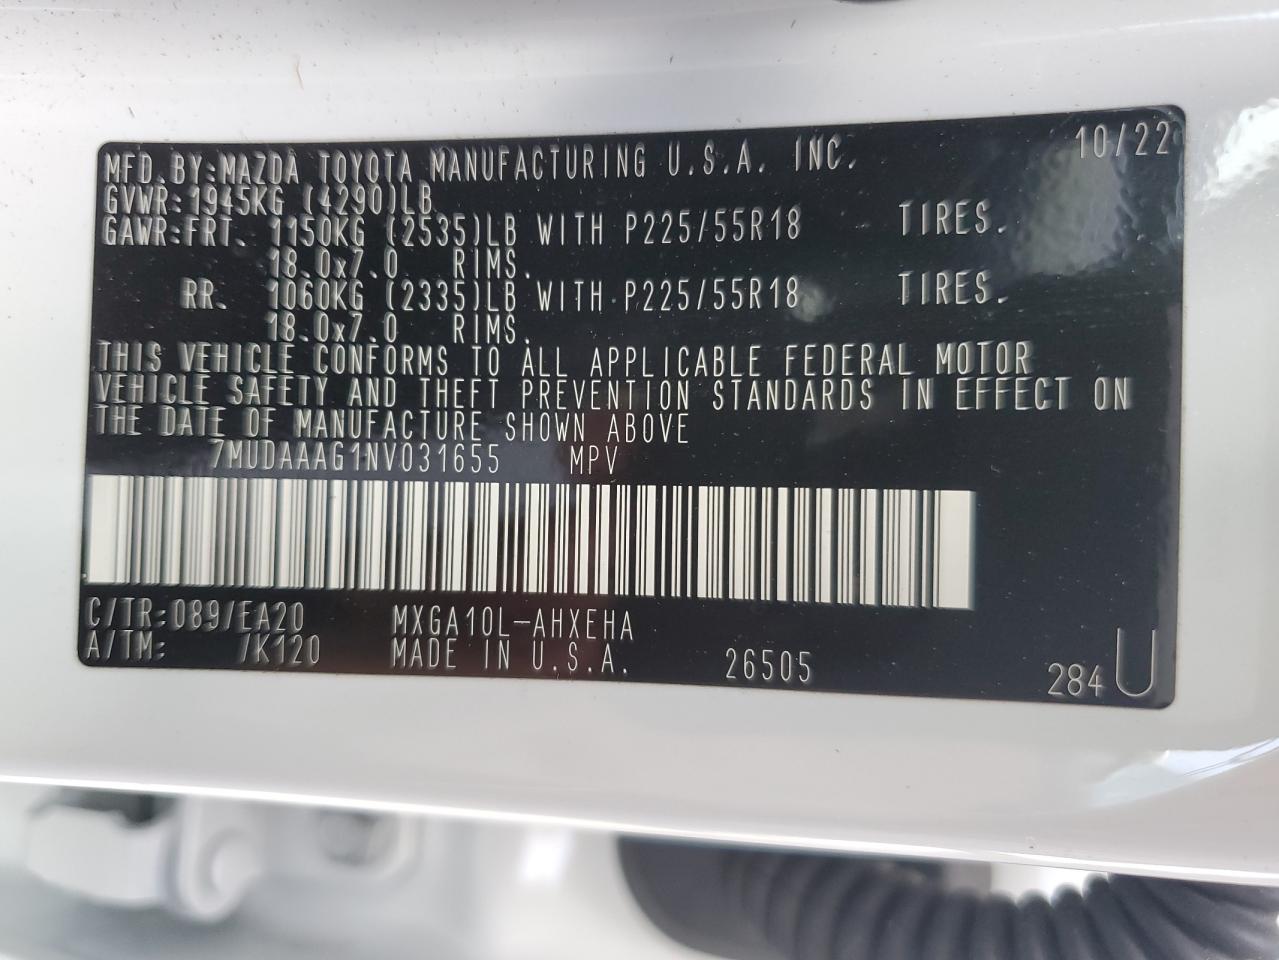 MFD.BY:MAZDA TOYOTA MANUFACTURING U.S.A. INC. 10/22
GVWR:1945KG (4290)LB
GAWR:FRT. 1150KG (2535)LB WITH P225/55R18 TIRES.
18.0x7.0 RIMS.
RR. 1060KG (2335)LB WITH P225/55R18 TIRES.
18.0x7.0 RIMS.
THIS VEHICLE CONFORMS TO ALL APPLICABLE FEDERAL MOTOR
VEHICLE SAFETY AND THEFT PREVENTION STANDARDS IN EFFECT ON
THE DATE OF MANUFACTURE SHOWN ABOVE
7MUDAAAG1NV031655 MPV
C/TR:089/EA20 MXGA10L-AHXEHA
A/TM: /K120 MADE IN U.S.A. 26505 284 U